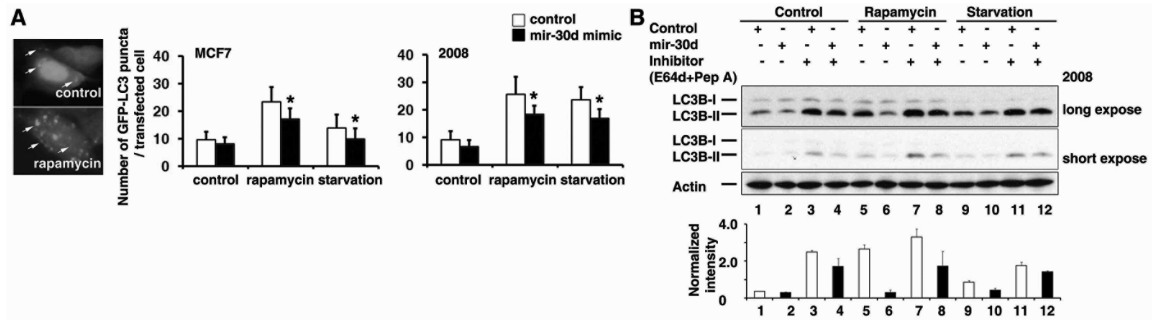 A
control
rapamycin
Number of GFP-LC3 puncta
/ transfected cell
MCF7
40
30
20
10
0
*
*
control rapamycin starvation
control
mir-30d mimic
2008
40
30
20
10
0
*
*
control rapamycin starvation
B
Control Rapamycin Starvation
Control + - + - + - + - + - + -
mir-30d - + - + - + - + - + - +
Inhibitor - - + + - - + + - - + +
(E64d+Pep A)
2008
LC3B-I
LC3B-II
long expose
LC3B-I
LC3B-II
short expose
Actin
1 2 3 4 5 6 7 8 9 10 11 12
Normalized
intensity
4.0
2.0
0
1 2 3 4 5 6 7 8 9 10 11 12